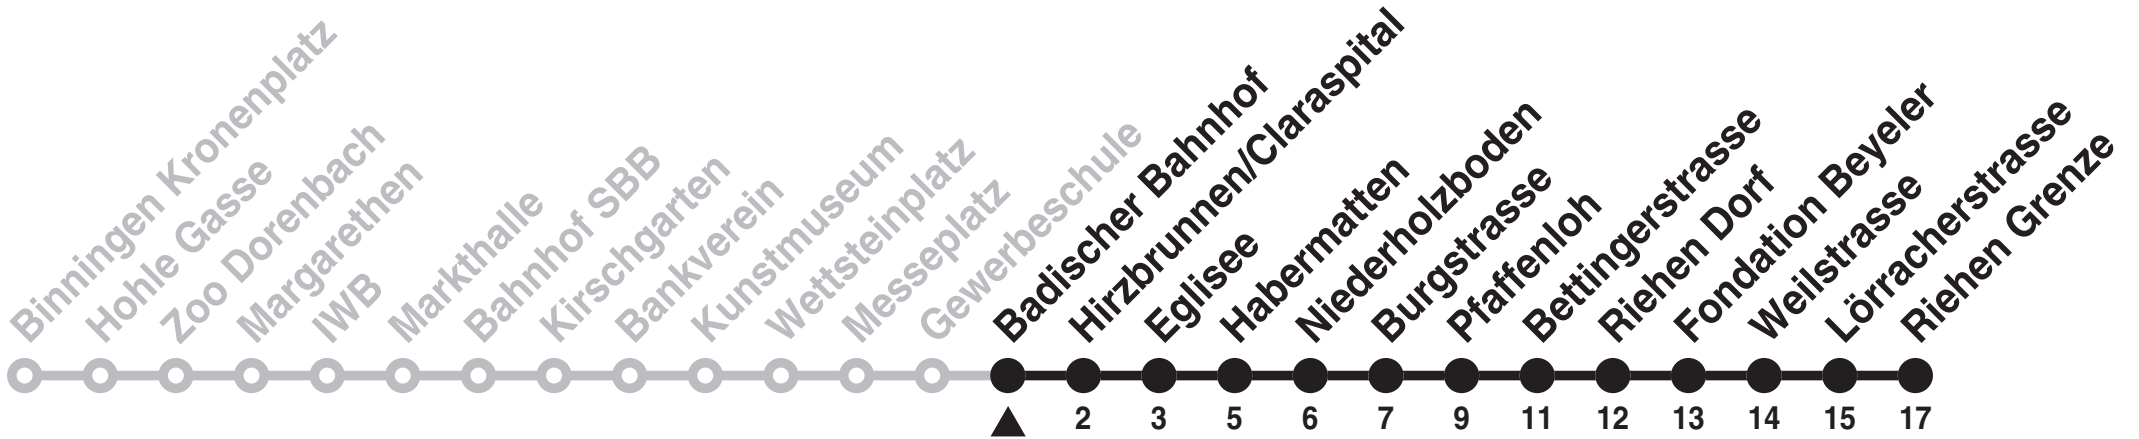 Binningen Kronenplatz
Hohle Gasse
Zoo Dorenbach
Margarethen
IWB
Markthalle
Bahnhof SBB
Kirschgarten
Bankverein
Kunstmuseum
Wettsteinplatz
Messeplatz
Gewerbeschule
Badischer Bahnhof
Hirzbrunnen/Claraspital
Eglisee
Habermatten
Niederholzboden
Burgstrasse
Pfaffenloh
Bettingerstrasse
Riehen Dorf
Fondation Beyeler
Weilstrasse
Lörracherstrasse
Riehen Grenze
2 3 5 6 7 9 11 12 13 14 15 17